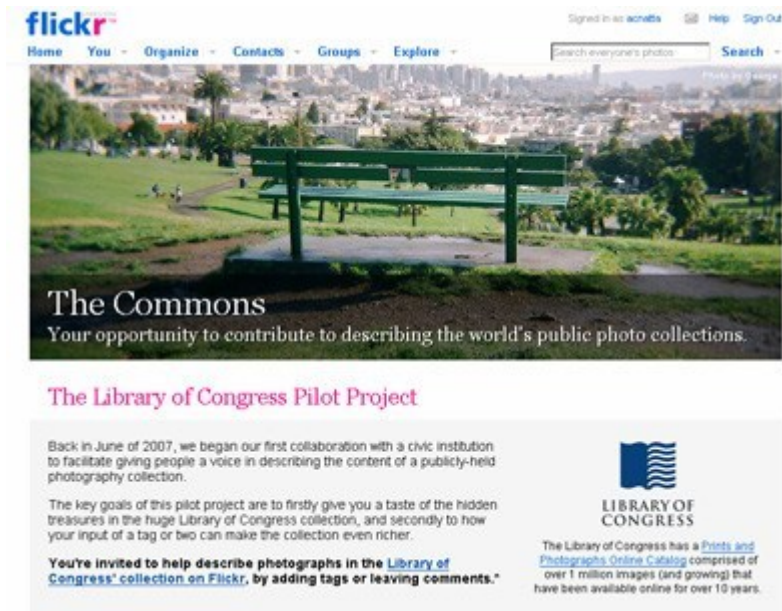 flickr
Signed in as acnatta Help Sign Out
Home You Organize Contacts Groups Explore Search everyone's photos Search
Photo by
The Commons
Your opportunity to contribute to describing the world's public photo collections.
The Library of Congress Pilot Project
Back in June of 2007, we began our first collaboration with a civic institution
to facilitate giving people a voice in describing the content of a publicly-held
photography collection.
The key goals of this pilot project are to firstly give you a taste of the hidden
treasures in the huge Library of Congress collection, and secondly to how
your input of a tag or two can make the collection even richer.
You're invited to help describe photographs in the Library of
Congress' collection on Flickr, by adding tags or leaving comments.*
LIBRARY OF
CONGRESS
The Library of Congress has a Prints and
Photographs Online Catalog comprised of
over 1 million images (and growing) that
have been available online for over 10 years.